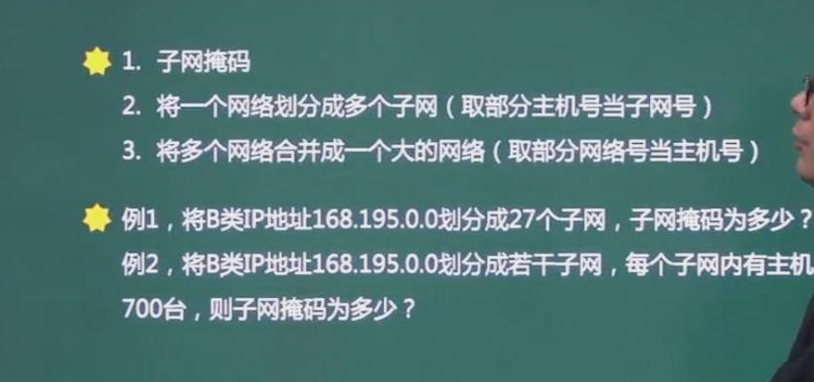 1. 子网掩码
2. 将一个网络划分成多个子网（取部分主机号当子网号）
3. 将多个网络合并成一个大的网络（取部分网络号当主机号）
例1，将B类IP地址168.195.0.0划分成27个子网，子网掩码为多少？
例2，将B类IP地址168.195.0.0划分成若干子网，每个子网内有主机
700台，则子网掩码为多少？